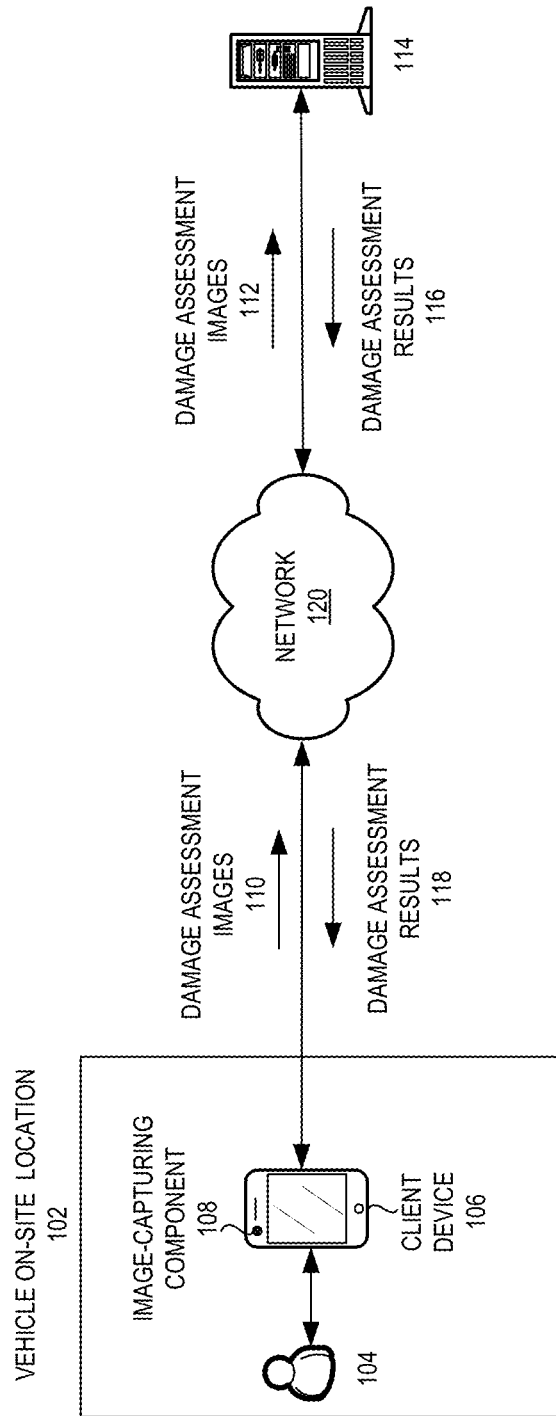 VEHICLE ON-SITE LOCATION
102
IMAGE-CAPTURING
COMPONENT
108
104
CLIENT
DEVICE
106
DAMAGE ASSESSMENT
IMAGES
110
DAMAGE ASSESSMENT
RESULTS
118
NETWORK
120
DAMAGE ASSESSMENT
IMAGES
112
DAMAGE ASSESSMENT
RESULTS
116
114